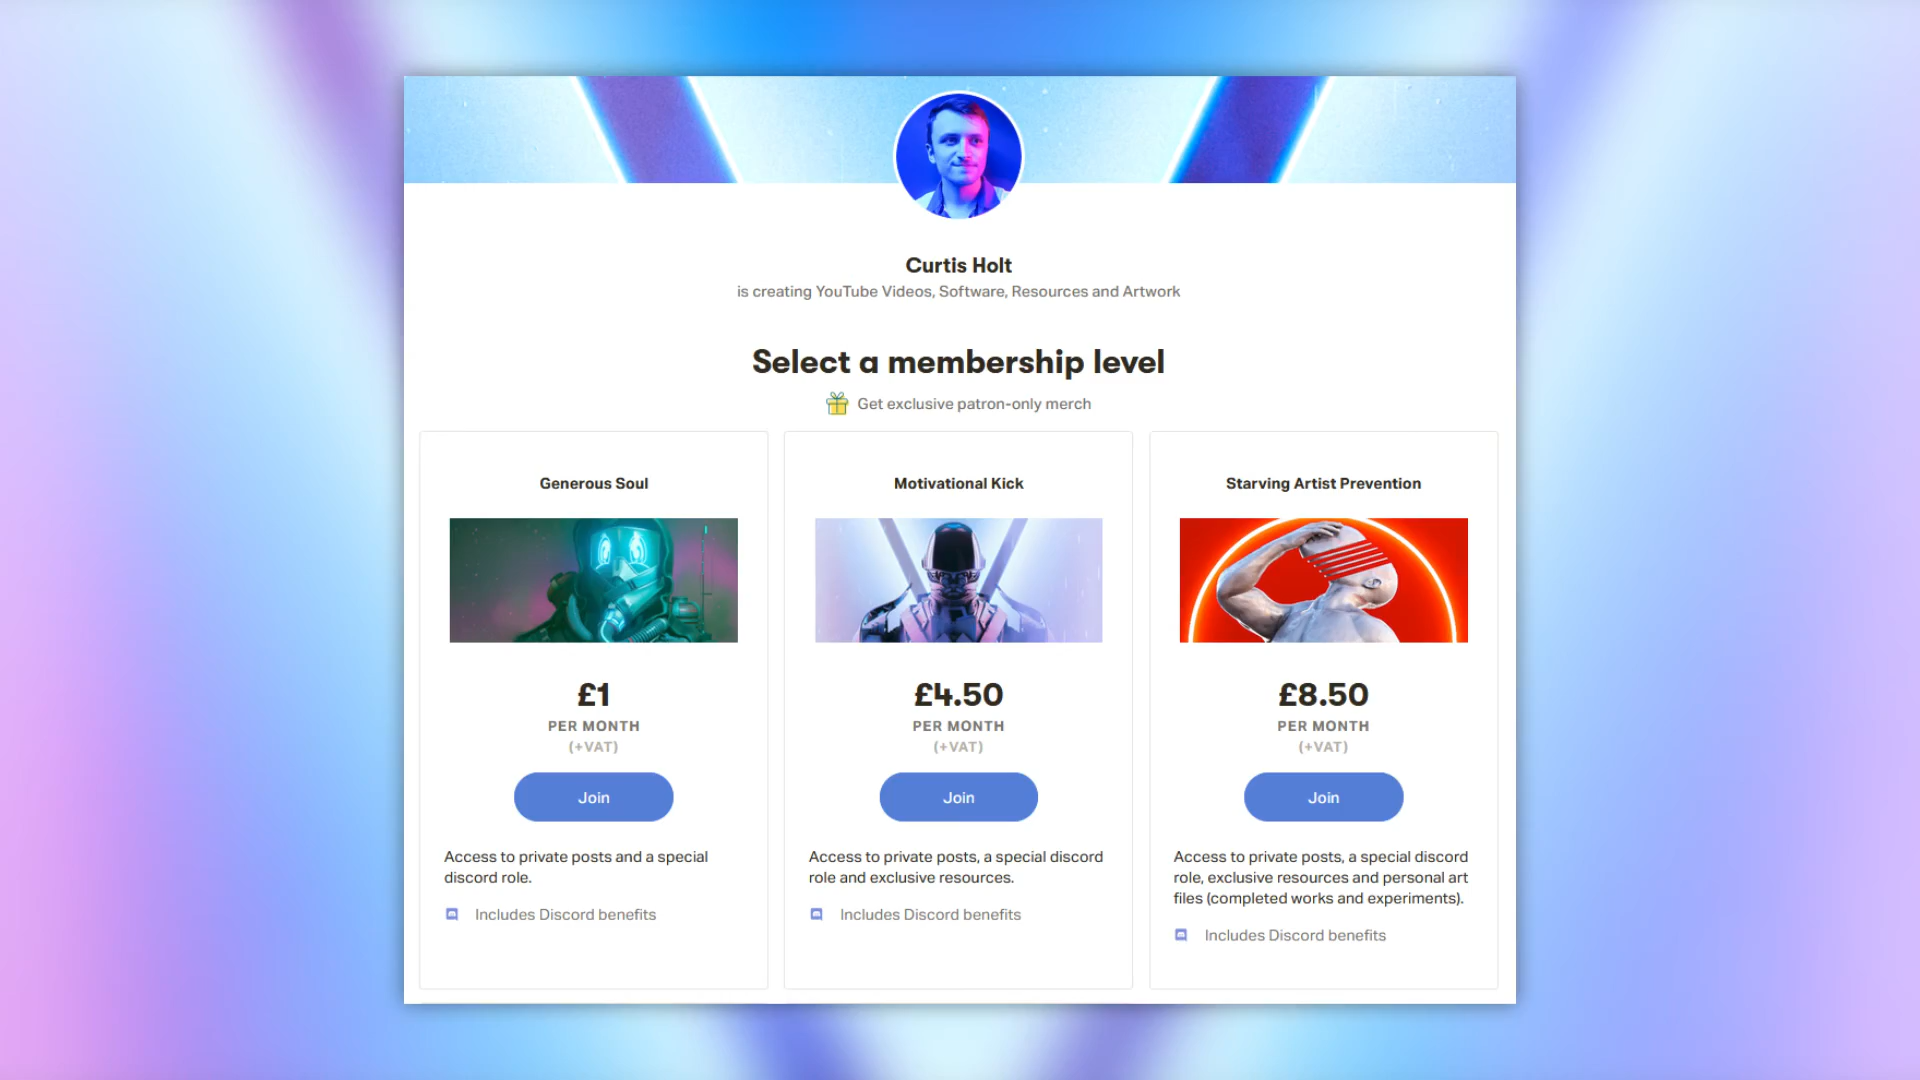 Curtis Holt
is creating YouTube Videos, Software, Resources and Artwork
Select a membership level
Get exclusive patron-only merch
Generous Soul
£1
PER MONTH
(+VAT)
Join
Access to private posts and a special
discord role.
Includes Discord benefits
Motivational Kick
£4.50
PER MONTH
(+VAT)
Join
Access to private posts, a special discord
role and exclusive resources.
Includes Discord benefits
Starving Artist Prevention
£8.50
PER MONTH
(+VAT)
Join
Access to private posts, a special discord
role, exclusive resources and personal art
files (completed works and experiments).
Includes Discord benefits